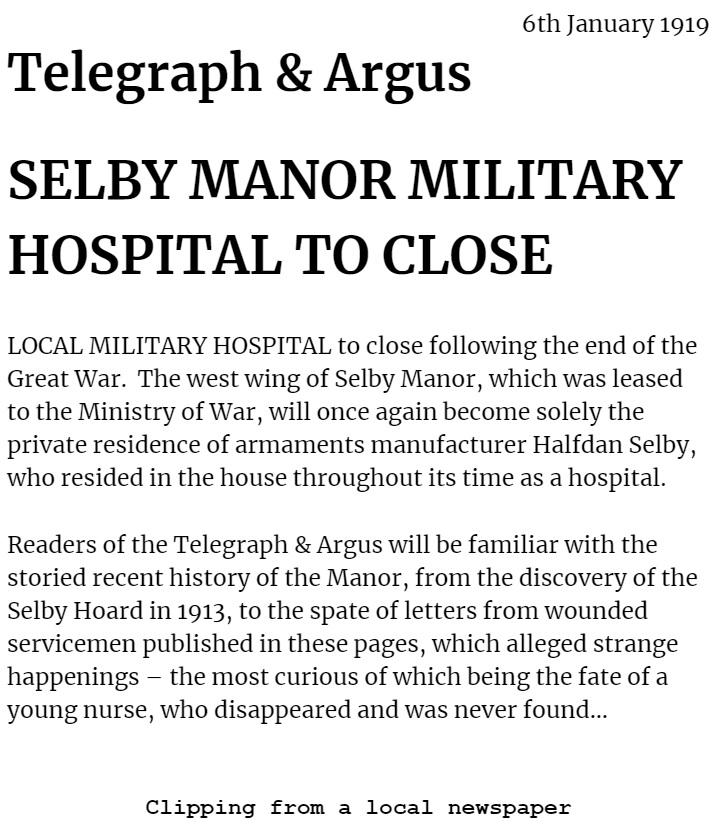 6th January 1919
Telegraph & Argus
SELBY MANOR MILITARY
HOSPITAL TO CLOSE
LOCAL MILITARY HOSPITAL to close following the end of the
Great War.  The west wing of Selby Manor, which was leased
to the Ministry of War, will once again become solely the
private residence of armaments manufacturer Halfdan Selby,
who resided in the house throughout its time as a hospital.
Readers of the Telegraph & Argus will be familiar with the
storied recent history of the Manor, from the discovery of the
Selby Hoard in 1913, to the spate of letters from wounded
servicemen published in these pages, which alleged strange
happenings – the most curious of which being the fate of a
young nurse, who disappeared and was never found...
Clipping from a local newspaper